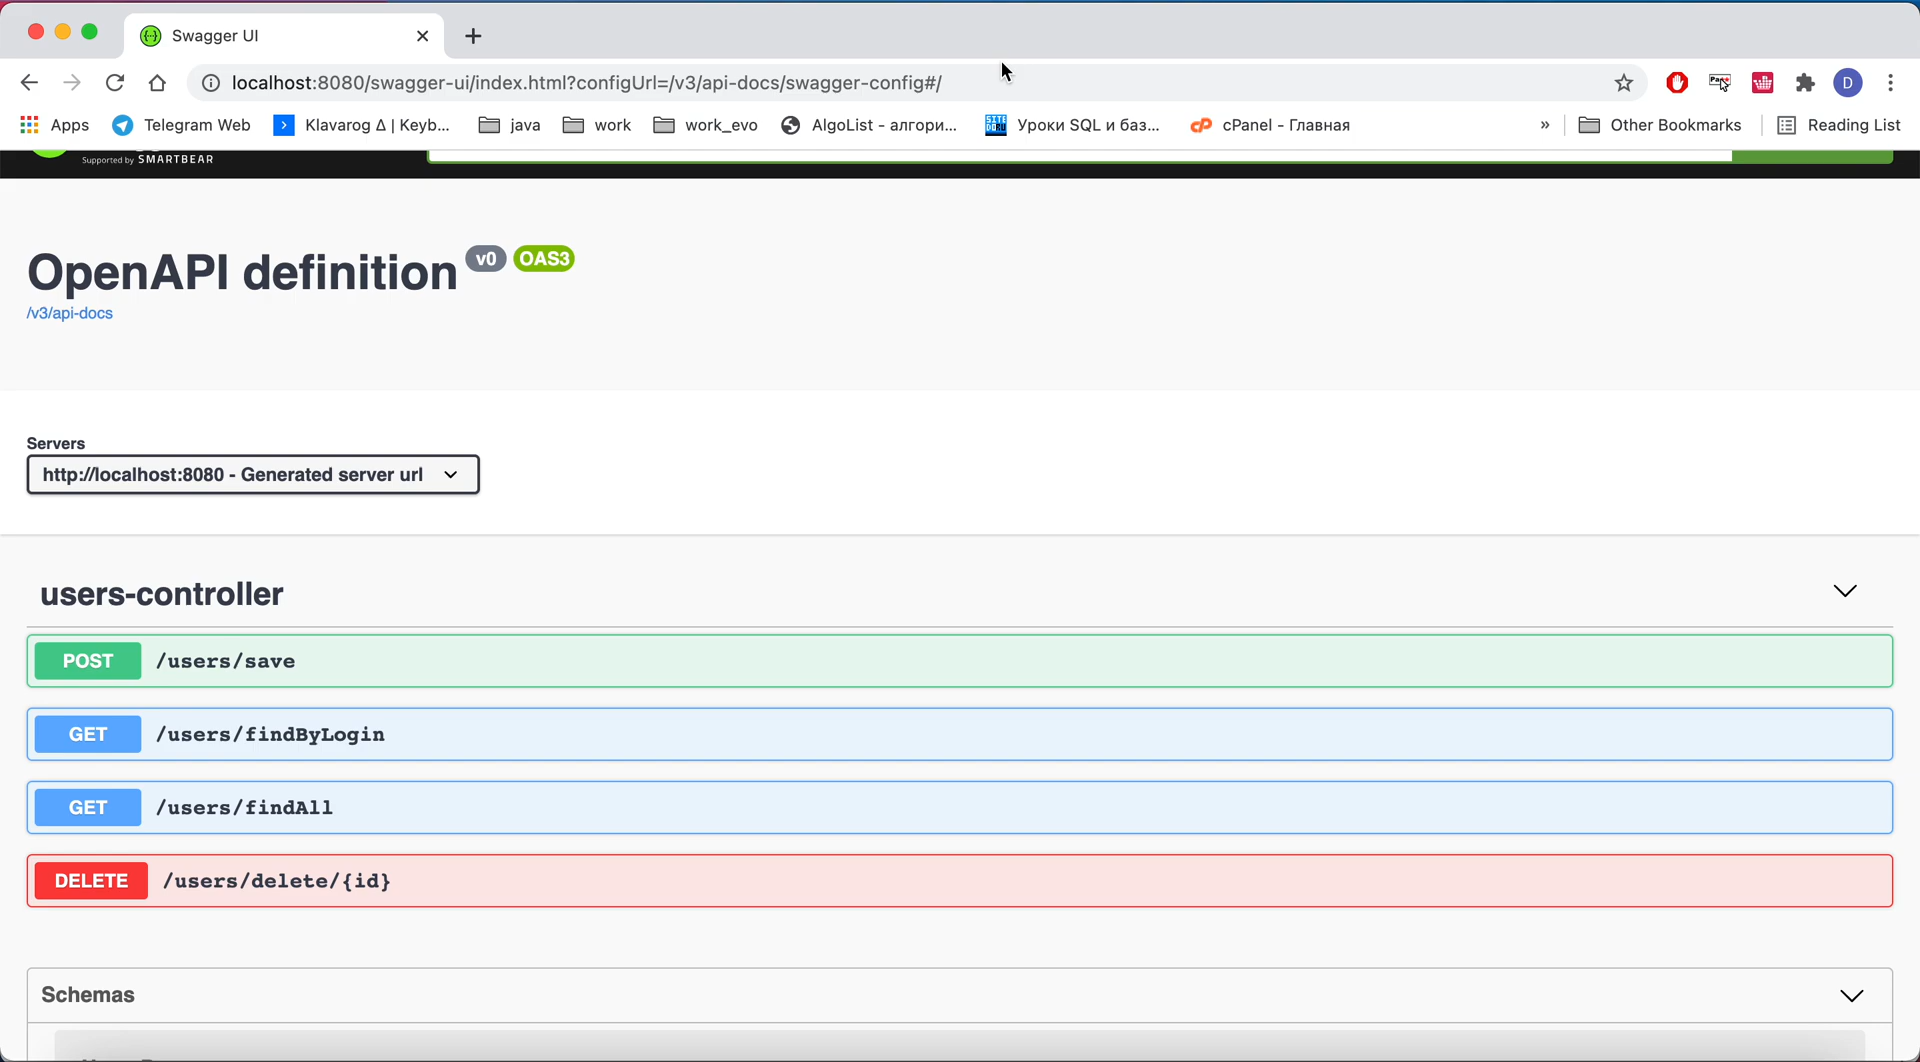 Swagger UI
localhost:8080/swagger-ui/index.html?configUrl=/v3/api-docs/swagger-config#/
D
Apps Telegram Web Klavarog Δ | Keyb... java work work_evo AlgoList - алгори... Уроки SQL и баз... cPanel - Главная » Other Bookmarks Reading List
Supported by SMARTBEAR
OpenAPI definition v0 OAS3
/v3/api-docs
Servers
http://localhost:8080 - Generated server url
users-controller
POST /users/save
GET /users/findByLogin
GET /users/findAll
DELETE /users/delete/{id}
Schemas